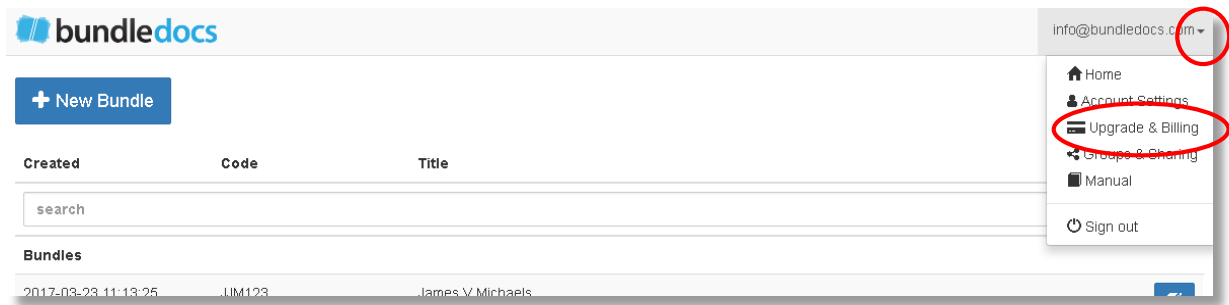 bundledocs
info@bundledocs.com
Home
Account Settings
Upgrade & Billing
Groups & Sharing
Manual
Sign out
New Bundle
Created Code Title
search
Bundles
2017-03-23 11:13:25 JJM123 James V Michaels